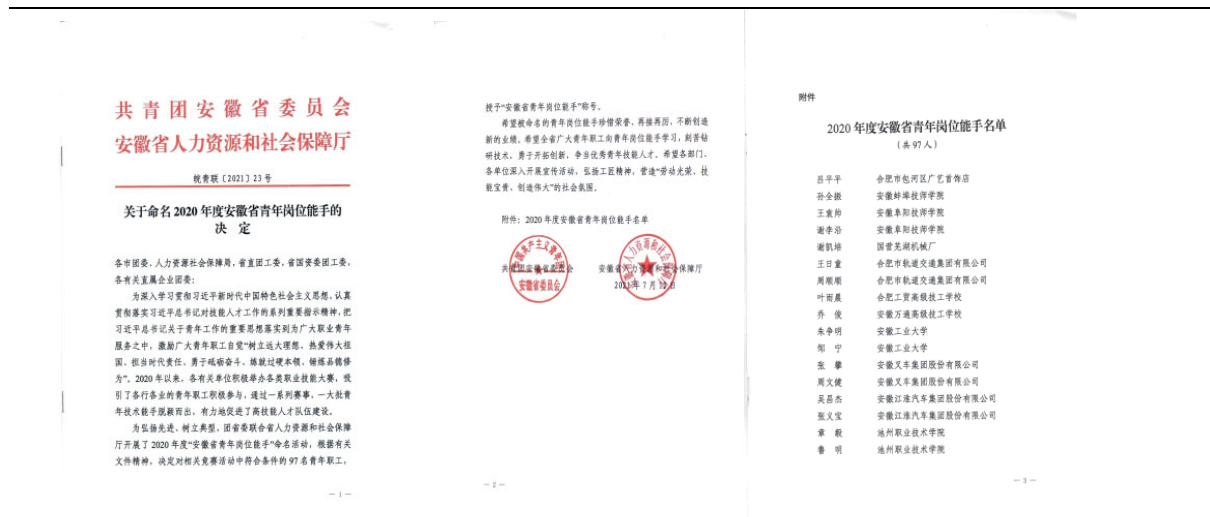 共青团安徽省委员会
安徽省人力资源和社会保障厅
皖青联〔2021〕23号
关于命名2020年度安徽省青年岗位能手的
决 定
各市团委、人力资源社会保障局,省直团工委,省国资委团工委,
各有关直属企业团委:
为深入学习贯彻习近平新时代中国特色社会主义思想,认真
贯彻落实习近平总书记对技能人才工作的系列重要指示精神,把
习近平总书记关于青年工作的重要思想落实到为广大职业青年
服务之中,激励广大青年职工自觉“树立远大理想、热爱伟大祖
国、担当时代责任、勇于砥砺奋斗、练就过硬本领、锤炼品德修
为”。2020年以来,各有关单位积极举办各类职业技能大赛,吸
引了各行各业的青年职工积极参与,通过一系列赛事,一大批青
年技术能手脱颖而出,有力地促进了高技能人才队伍建设。
为弘扬先进、树立典型,团省委联合省人力资源和社会保障
厅开展了2020年度“安徽省青年岗位能手”命名活动,根据有关
文件精神,决定对相关竞赛活动中符合条件的97名青年职工,
— 1 —
授予“安徽省青年岗位能手”称号。
希望被命名的青年岗位能手珍惜荣誉、再接再厉,不断创造
新的业绩。希望全省广大青年职工向青年岗位能手学习,刻苦钻
研技术,勇于开拓创新,争当优秀青年技能人才。希望各部门、
各单位深入开展宣传活动,弘扬工匠精神,营造“劳动光荣、技
能宝贵、创造伟大”的社会氛围。
附件:2020年度安徽省青年岗位能手名单
共青团安徽省委员会 安徽省人力资源和社会保障厅
安徽省委员会
2021年7月12日
— 2 —
附件
2020年度安徽省青年岗位能手名单
(共97人)
吕平平 合肥市包河区广艺首饰店
孙全振 安徽蚌埠技师学院
王袁帅 安徽阜阳技师学院
谢李沿 安徽阜阳技师学院
谢凯培 国营芜湖机械厂
王日童 合肥市轨道交通集团有限公司
周顺顺 合肥市轨道交通集团有限公司
叶雨晨 合肥工贸高级技工学校
乔 俊 安徽万通高级技工学校
朱争明 安徽工业大学
邹 宁 安徽工业大学
张 攀 安徽叉车集团股份有限公司
周文健 安徽叉车集团股份有限公司
吴昌杰 安徽江淮汽车集团股份有限公司
张义宝 安徽江淮汽车集团股份有限公司
章 毅 池州职业技术学院
鲁 明 池州职业技术学院
— 3 —